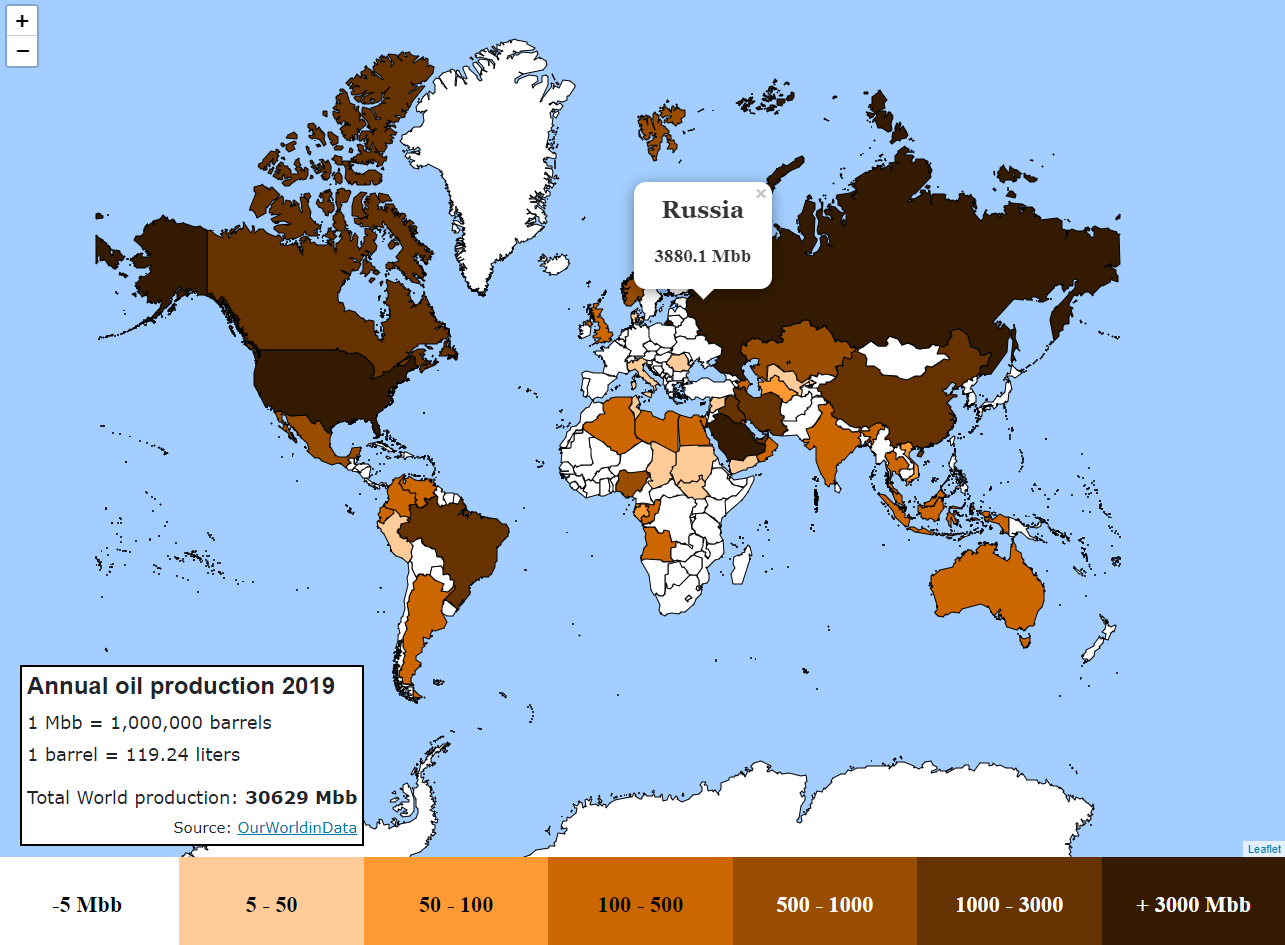 +
−
×
Russia
3880.1 Mbb
Annual oil production 2019
1 Mbb = 1,000,000 barrels
1 barrel = 119.24 liters
Total World production: 30629 Mbb
Source: OurWorldinData
Leaflet
-5 Mbb 5 - 50 50 - 100 100 - 500 500 - 1000 1000 - 3000 + 3000 Mbb